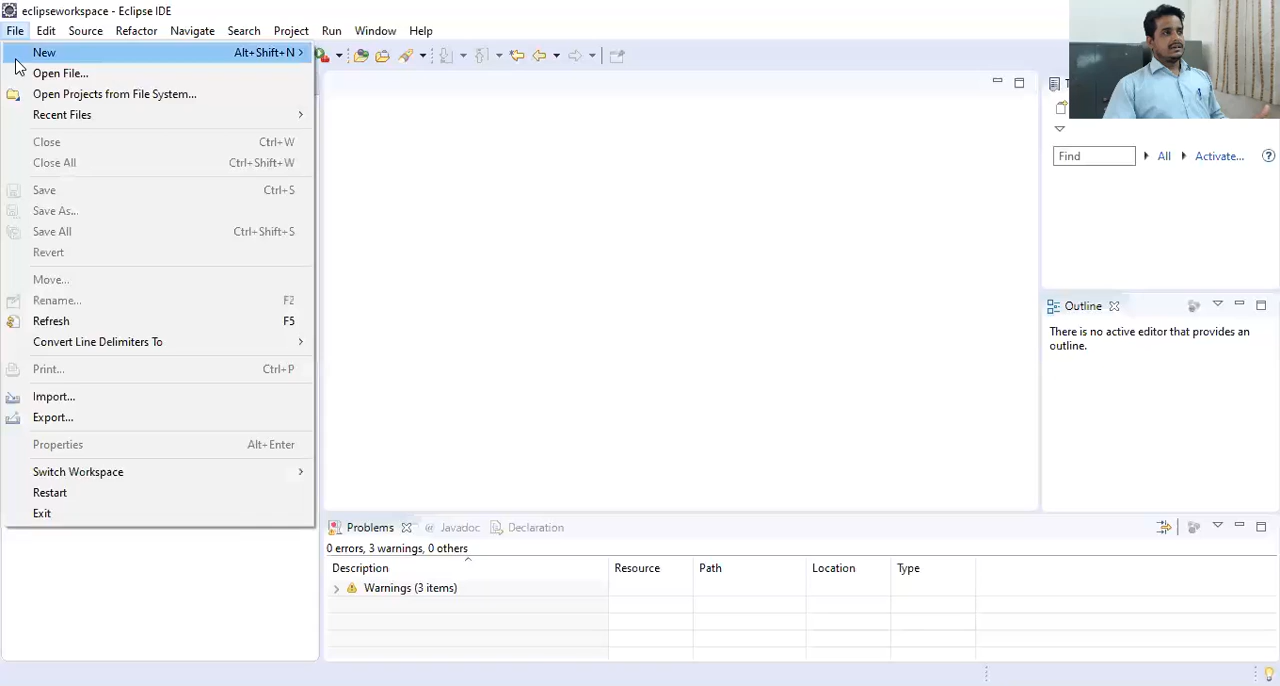 eclipseworkspace - Eclipse IDE
File Edit Source Refactor Navigate Search Project Run Window Help
New Alt+Shift+N >
Open File...
Open Projects from File System...
Recent Files >
Close Ctrl+W
Close All Ctrl+Shift+W
Save Ctrl+S
Save As...
Save All Ctrl+Shift+S
Revert
Move...
Rename... F2
Refresh F5
Convert Line Delimiters To >
Print... Ctrl+P
Import...
Export...
Properties Alt+Enter
Switch Workspace >
Restart
Exit
Find All Activate...
Outline
There is no active editor that provides an
outline.
Problems @ Javadoc Declaration
0 errors, 3 warnings, 0 others
Description Resource Path Location Type
Warnings (3 items)